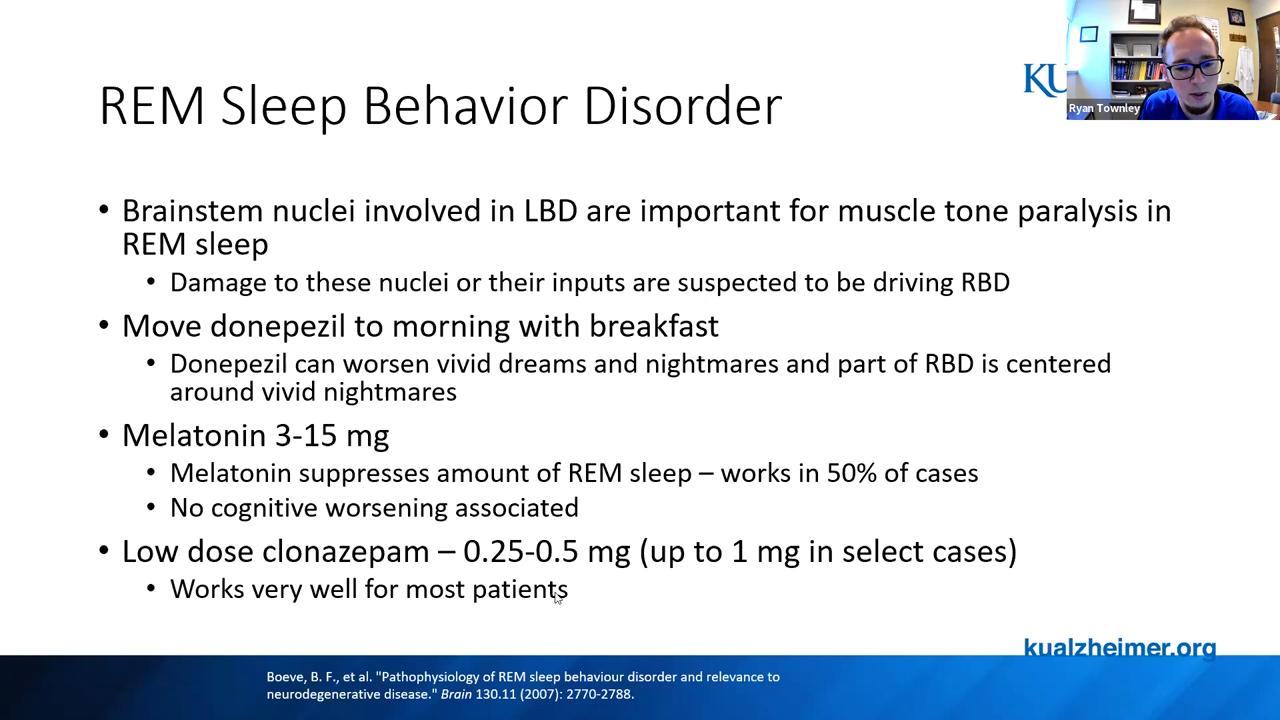 KU
Ryan Townley
REM Sleep Behavior Disorder
• Brainstem nuclei involved in LBD are important for muscle tone paralysis in
REM sleep
• Damage to these nuclei or their inputs are suspected to be driving RBD
• Move donepezil to morning with breakfast
• Donepezil can worsen vivid dreams and nightmares and part of RBD is centered
around vivid nightmares
• Melatonin 3-15 mg
• Melatonin suppresses amount of REM sleep – works in 50% of cases
• No cognitive worsening associated
• Low dose clonazepam – 0.25-0.5 mg (up to 1 mg in select cases)
• Works very well for most patients
kualzheimer.org
Boeve, B. F., et al. "Pathophysiology of REM sleep behaviour disorder and relevance to
neurodegenerative disease." Brain 130.11 (2007): 2770-2788.